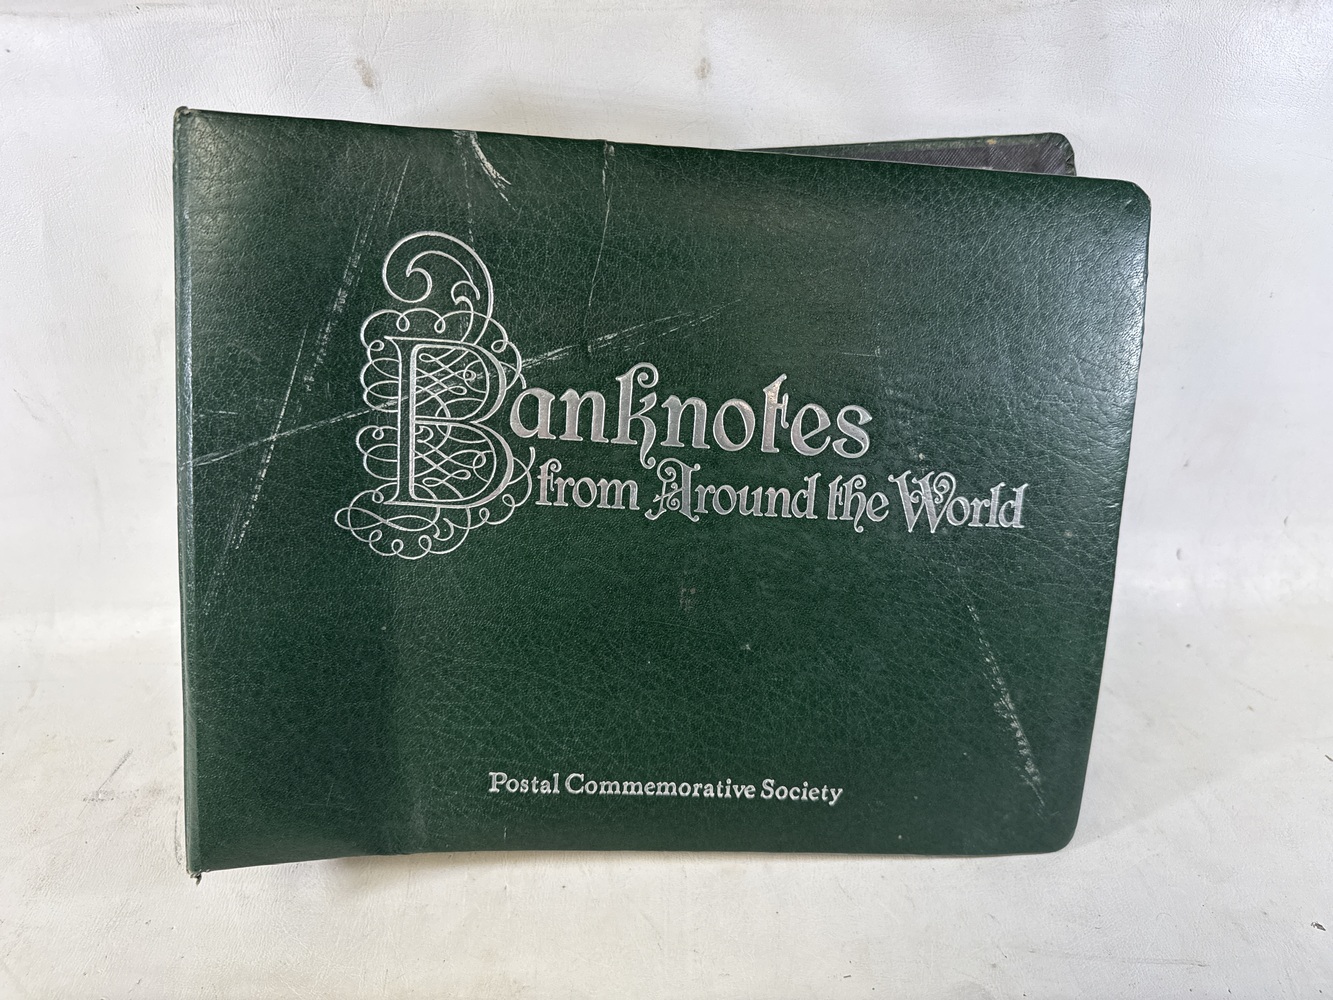 Banknotes
from Around the World
Postal Commemorative Society